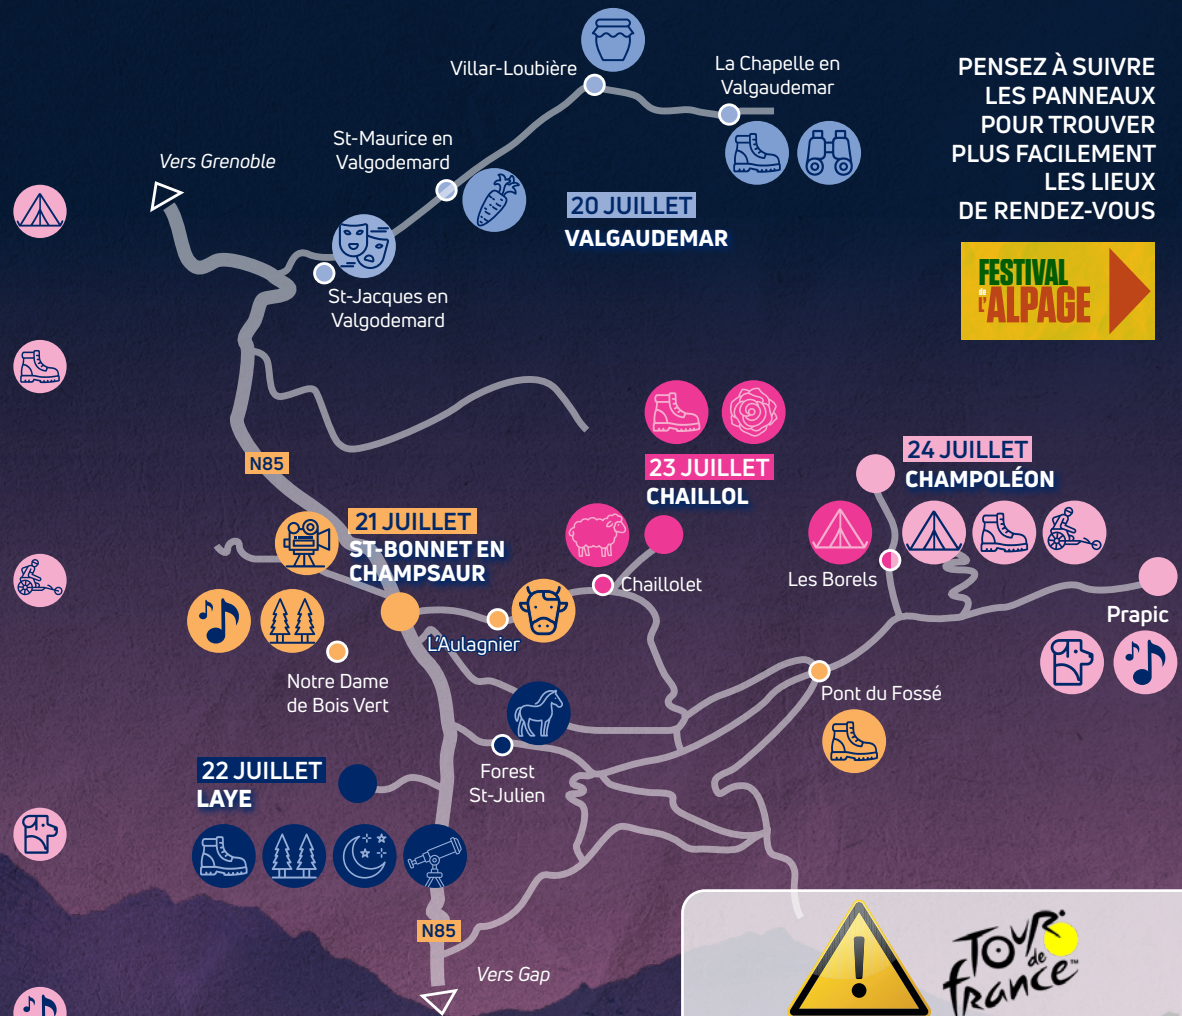 Villar-Loubière
La Chapelle en
Valgaudemar
PENSEZ À SUIVRE
LES PANNEAUX
POUR TROUVER
PLUS FACILEMENT
LES LIEUX
DE RENDEZ-VOUS
FESTIVAL
de
l'ALPAGE
St-Maurice en
Valgodemard
Vers Grenoble
20 JUILLET
VALGAUDEMAR
St-Jacques en
Valgodemard
N85
23 JUILLET
CHAILLOL
24 JUILLET
CHAMPOLÉON
21 JUILLET
ST-BONNET EN
CHAMPSAUR
Chaillolet
Les Borels
Prapic
L'Aulagnier
Notre Dame
de Bois Vert
Pont du Fossé
22 JUILLET
LAYE
Forest
St-Julien
N85
Vers Gap
TOUR
de
france™